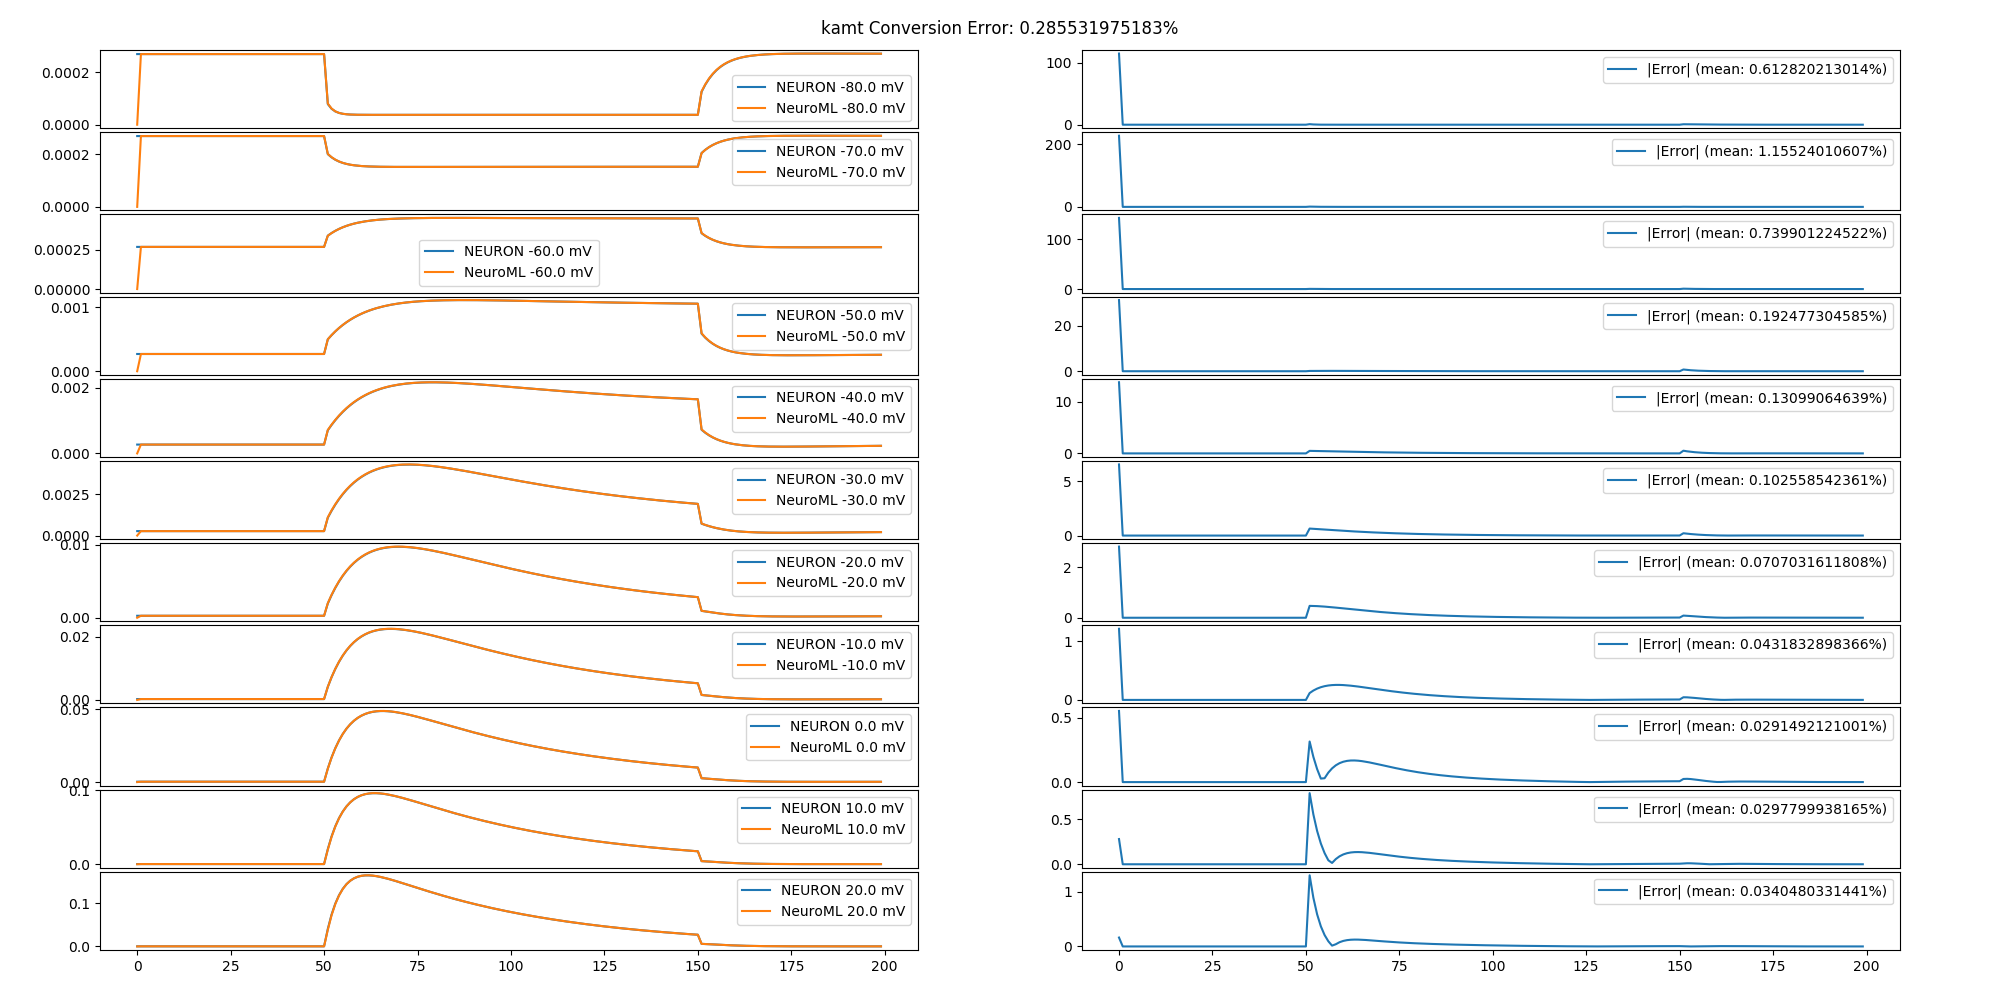 kamt Conversion Error: 0.285531975183%
0.0002
0.0000
NEURON -80.0 mV
NeuroML -80.0 mV
100
0
|Error| (mean: 0.612820213014%)
0.0002
0.0000
NEURON -70.0 mV
NeuroML -70.0 mV
200
0
|Error| (mean: 1.15524010607%)
0.00025
0.00000
NEURON -60.0 mV
NeuroML -60.0 mV
100
0
|Error| (mean: 0.739901224522%)
0.001
0.000
NEURON -50.0 mV
NeuroML -50.0 mV
20
0
|Error| (mean: 0.192477304585%)
0.002
0.000
NEURON -40.0 mV
NeuroML -40.0 mV
10
0
|Error| (mean: 0.13099064639%)
0.0025
0.0000
NEURON -30.0 mV
NeuroML -30.0 mV
5
0
|Error| (mean: 0.102558542361%)
0.01
0.00
NEURON -20.0 mV
NeuroML -20.0 mV
2
0
|Error| (mean: 0.0707031611808%)
0.02
0.00
NEURON -10.0 mV
NeuroML -10.0 mV
1
0
|Error| (mean: 0.0431832898366%)
0.05
0.00
NEURON 0.0 mV
NeuroML 0.0 mV
0.5
0.0
|Error| (mean: 0.0291492121001%)
0.1
0.0
NEURON 10.0 mV
NeuroML 10.0 mV
0.5
0.0
|Error| (mean: 0.0297799938165%)
0.1
0.0
NEURON 20.0 mV
NeuroML 20.0 mV
1
0
|Error| (mean: 0.0340480331441%)
0 25 50 75 100 125 150 175 200
0 25 50 75 100 125 150 175 200